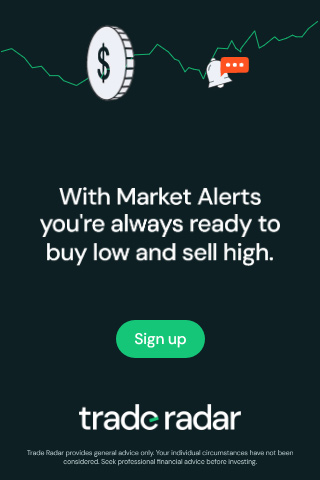 $
With Market Alerts
you're always ready to
buy low and sell high.
Sign up
trade radar
Trade Radar provides general advice only. Your individual circumstances have not been
considered. Seek professional financial advice before investing.